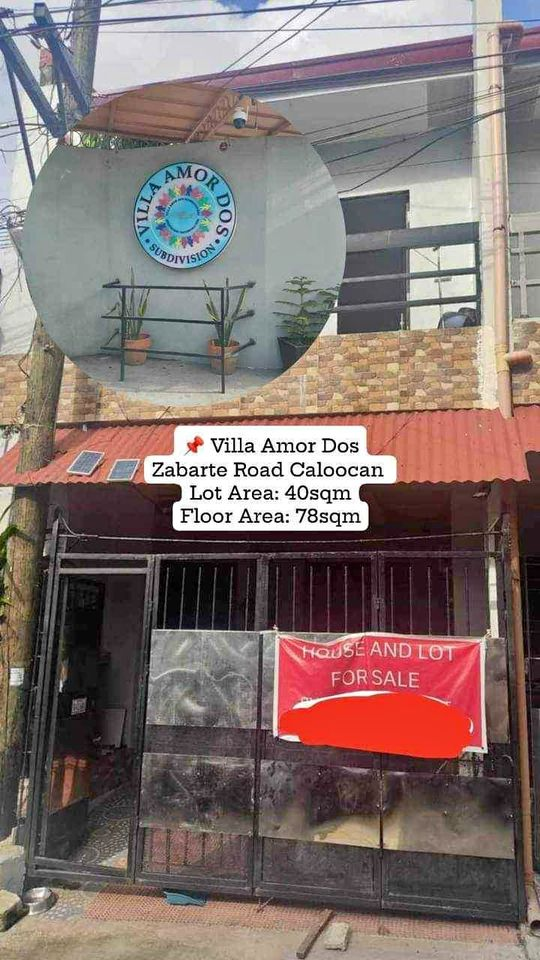 VILLA AMOR DOS
• SUBDIVISION •
📌 Villa Amor Dos
Zabarte Road Caloocan
Lot Area: 40sqm
Floor Area: 78sqm
HOUSE AND LOT
FOR SALE